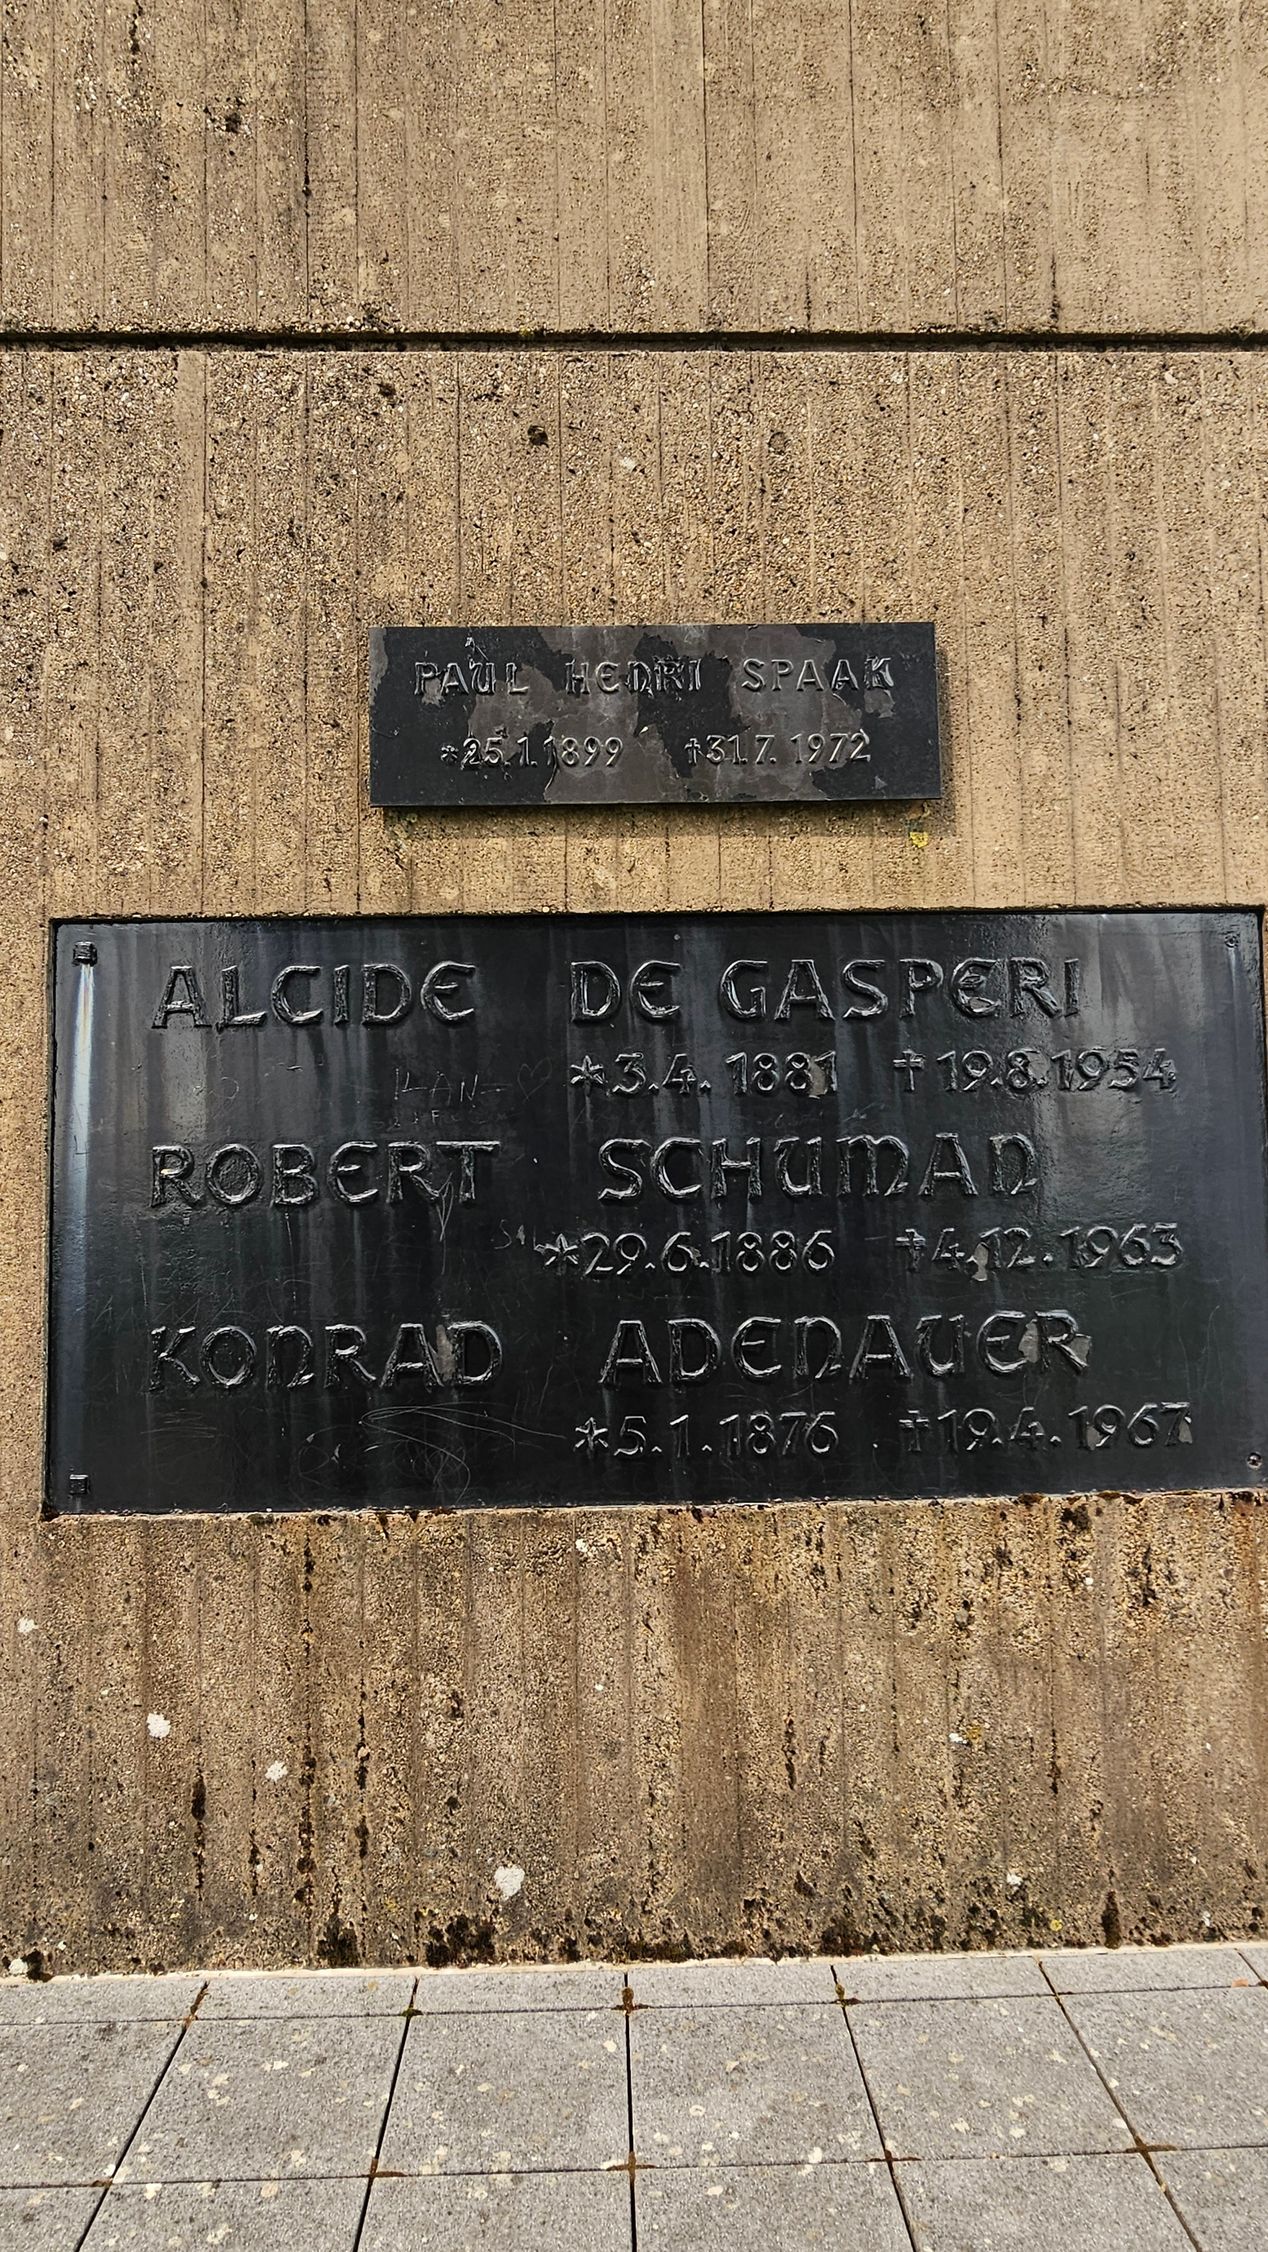 PAUL HENRI SPAAK
*25.1.1899 †31.7.1972
ALCIDE DE GASPERI
*3.4.1881 †19.8.1954
ROBERT SCHUMAN
*29.6.1886 †4.12.1963
KONRAD ADENAUER
*5.1.1876 †19.4.1967